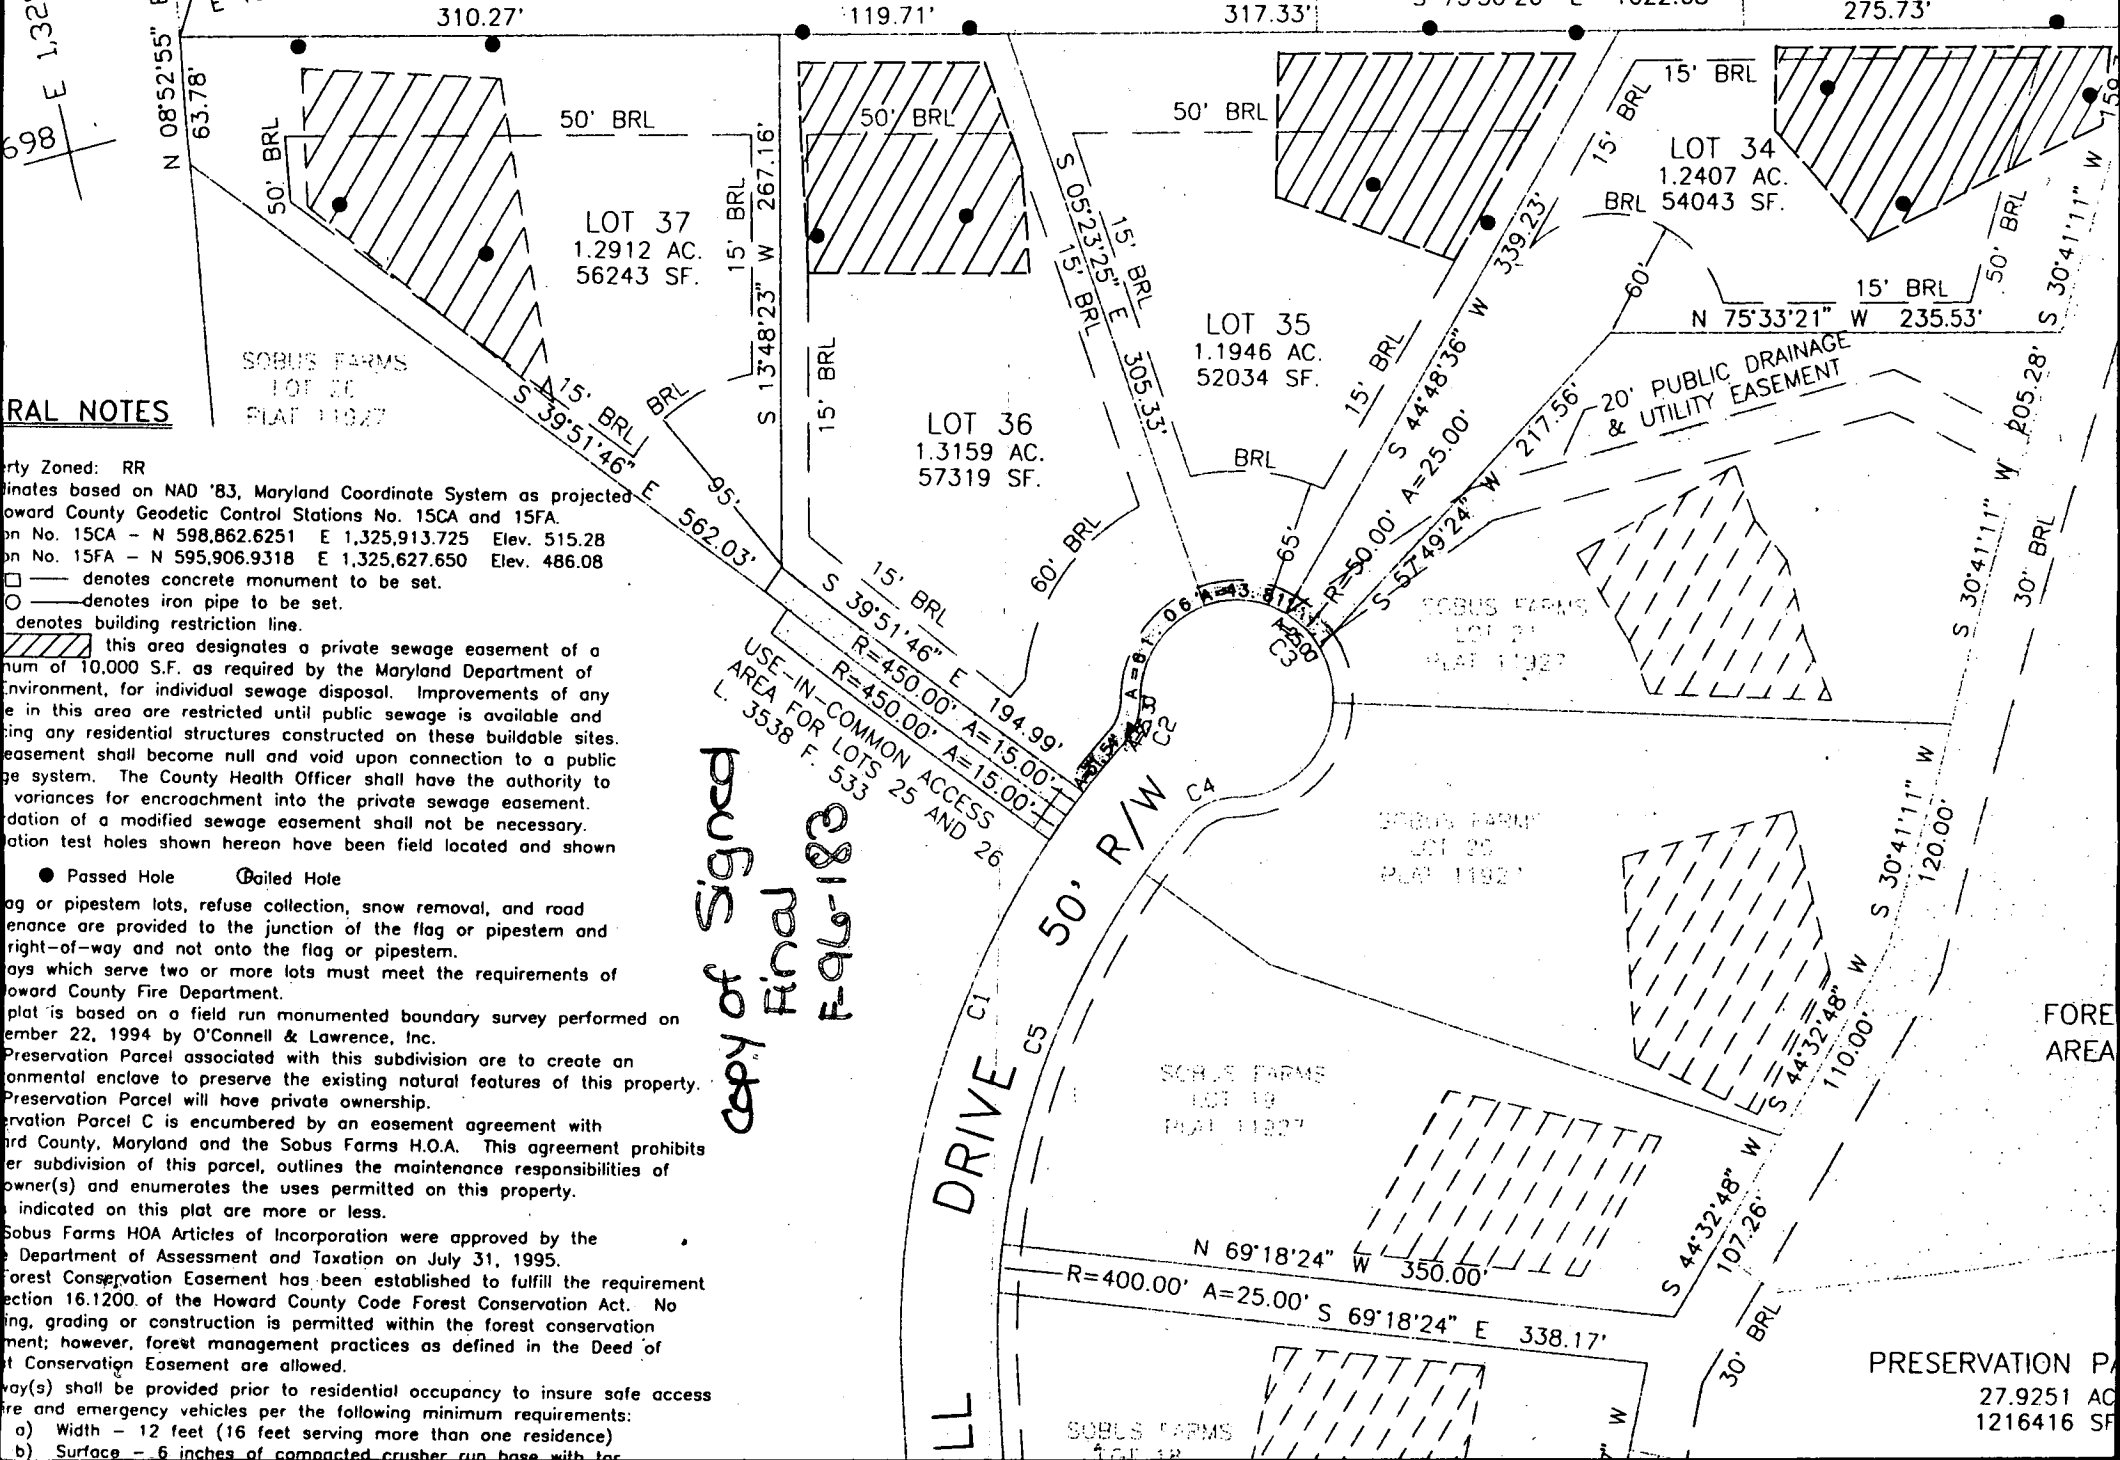 310.27'
119.71'
317.33'
275.73'
N 08°52'55"
63.78'
E 1,32
698
50' BRL
50' BRL
15' BRL
S 13°48'23" W 267.16'
LOT 37
1.2912 AC.
56243 SF.
15' BRL
BRL
95'
S 39°51'46" E 562.03'
50' BRL
15' BRL
LOT 36
1.3159 AC.
57319 SF.
15' BRL
60' BRL
15' BRL
S 05°23'25" E 305.33'
15' BRL
50' BRL
LOT 35
1.1946 AC.
52034 SF.
15' BRL
BRL
65'
S 44°48'36" W 339.23'
15' BRL
15' BRL
LOT 34
1.2407 AC.
54043 SF.
BRL
60'
50' BRL
15' BRL
N 75°33'21" W 235.53'
S 30°41'11" W 205.28'
S 30°41'11" W
A=25.00'
R=50.00'
S 57°49'24" W 217.56'
20' PUBLIC DRAINAGE
& UTILITY EASEMENT
S 39°51'46" E 194.99'
R=450.00' A=15.00'
R=450.00' A=15.00'
USE-IN-COMMON ACCESS
AREA FOR LOTS 25 AND 26
L. 3538 F. 533
C3
C2
C4
C1
C5
50' R/W
DRIVE
LL
SOBUS FARMS
LOT 26
PLAT 11927
SOBUS FARMS
LOT 21
PLAT 11927
SOBUS FARMS
LOT 20
PLAT 11927
SOBUS FARMS
LOT 19
PLAT 11927
SOBUS FARMS
LOT 18
30' BRL
S 30°41'11" W
S 30°41'11" W
120.00'
S 44°32'48" W
110.00'
S 44°32'48" W
107.26'
30' BRL
N 69°18'24" W 350.00'
R=400.00' A=25.00' S 69°18'24" E 338.17'
FORE
AREA
PRESERVATION PA
27.9251 AC
1216416 SF
copy of Signed
Final
F-96-183
RAL NOTES
rty Zoned: RR
inates based on NAD '83, Maryland Coordinate System as projected
oward County Geodetic Control Stations No. 15CA and 15FA.
on No. 15CA - N 598,862.6251 E 1,325,913.725 Elev. 515.28
on No. 15FA - N 595,906.9318 E 1,325,627.650 Elev. 486.08
denotes concrete monument to be set.
denotes iron pipe to be set.
denotes building restriction line.
this area designates a private sewage easement of a
num of 10,000 S.F. as required by the Maryland Department of
nvironment, for individual sewage disposal. Improvements of any
e in this area are restricted until public sewage is available and
ing any residential structures constructed on these buildable sites.
easement shall become null and void upon connection to a public
ge system. The County Health Officer shall have the authority to
variances for encroachment into the private sewage easement.
dation of a modified sewage easement shall not be necessary.
ation test holes shown hereon have been field located and shown
● Passed Hole Failed Hole
ag or pipestem lots, refuse collection, snow removal, and road
enance are provided to the junction of the flag or pipestem and
right-of-way and not onto the flag or pipestem.
ays which serve two or more lots must meet the requirements of
oward County Fire Department.
plat is based on a field run monumented boundary survey performed on
ember 22, 1994 by O'Connell & Lawrence, Inc.
Preservation Parcel associated with this subdivision are to create an
onmental enclave to preserve the existing natural features of this property.
Preservation Parcel will have private ownership.
rvation Parcel C is encumbered by an easement agreement with
rd County, Maryland and the Sobus Farms H.O.A. This agreement prohibits
er subdivision of this parcel, outlines the maintenance responsibilities of
owner(s) and enumerates the uses permitted on this property.
indicated on this plat are more or less.
Sobus Farms HOA Articles of Incorporation were approved by the
Department of Assessment and Taxation on July 31, 1995.
orest Conservation Easement has been established to fulfill the requirement
ection 16.1200. of the Howard County Code Forest Conservation Act. No
ing, grading or construction is permitted within the forest conservation
ment; however, forest management practices as defined in the Deed of
t Conservation Easement are allowed.
way(s) shall be provided prior to residential occupancy to insure safe access
re and emergency vehicles per the following minimum requirements:
a) Width - 12 feet (16 feet serving more than one residence)
b) Surface - 6 inches of compacted crusher run base with tar